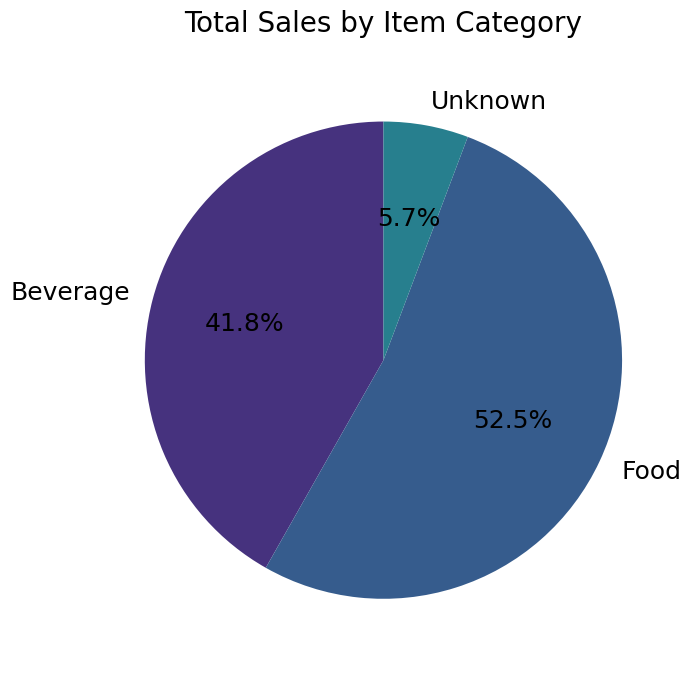 Total Sales by Item Category
Unknown
5.7%
Beverage
41.8%
52.5%
Food